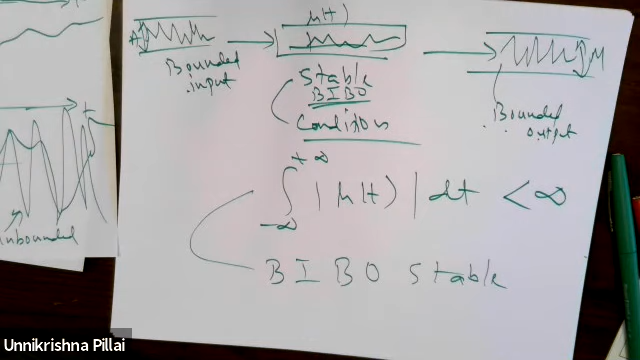 h(t)
A
M
Bounded
input
Stable
BIBO
Condition
Bounded
output
+∞
∫ |h(t)| dt < ∞
-∞
BIBO Stable
t
unbounded
Unnikrishna Pillai